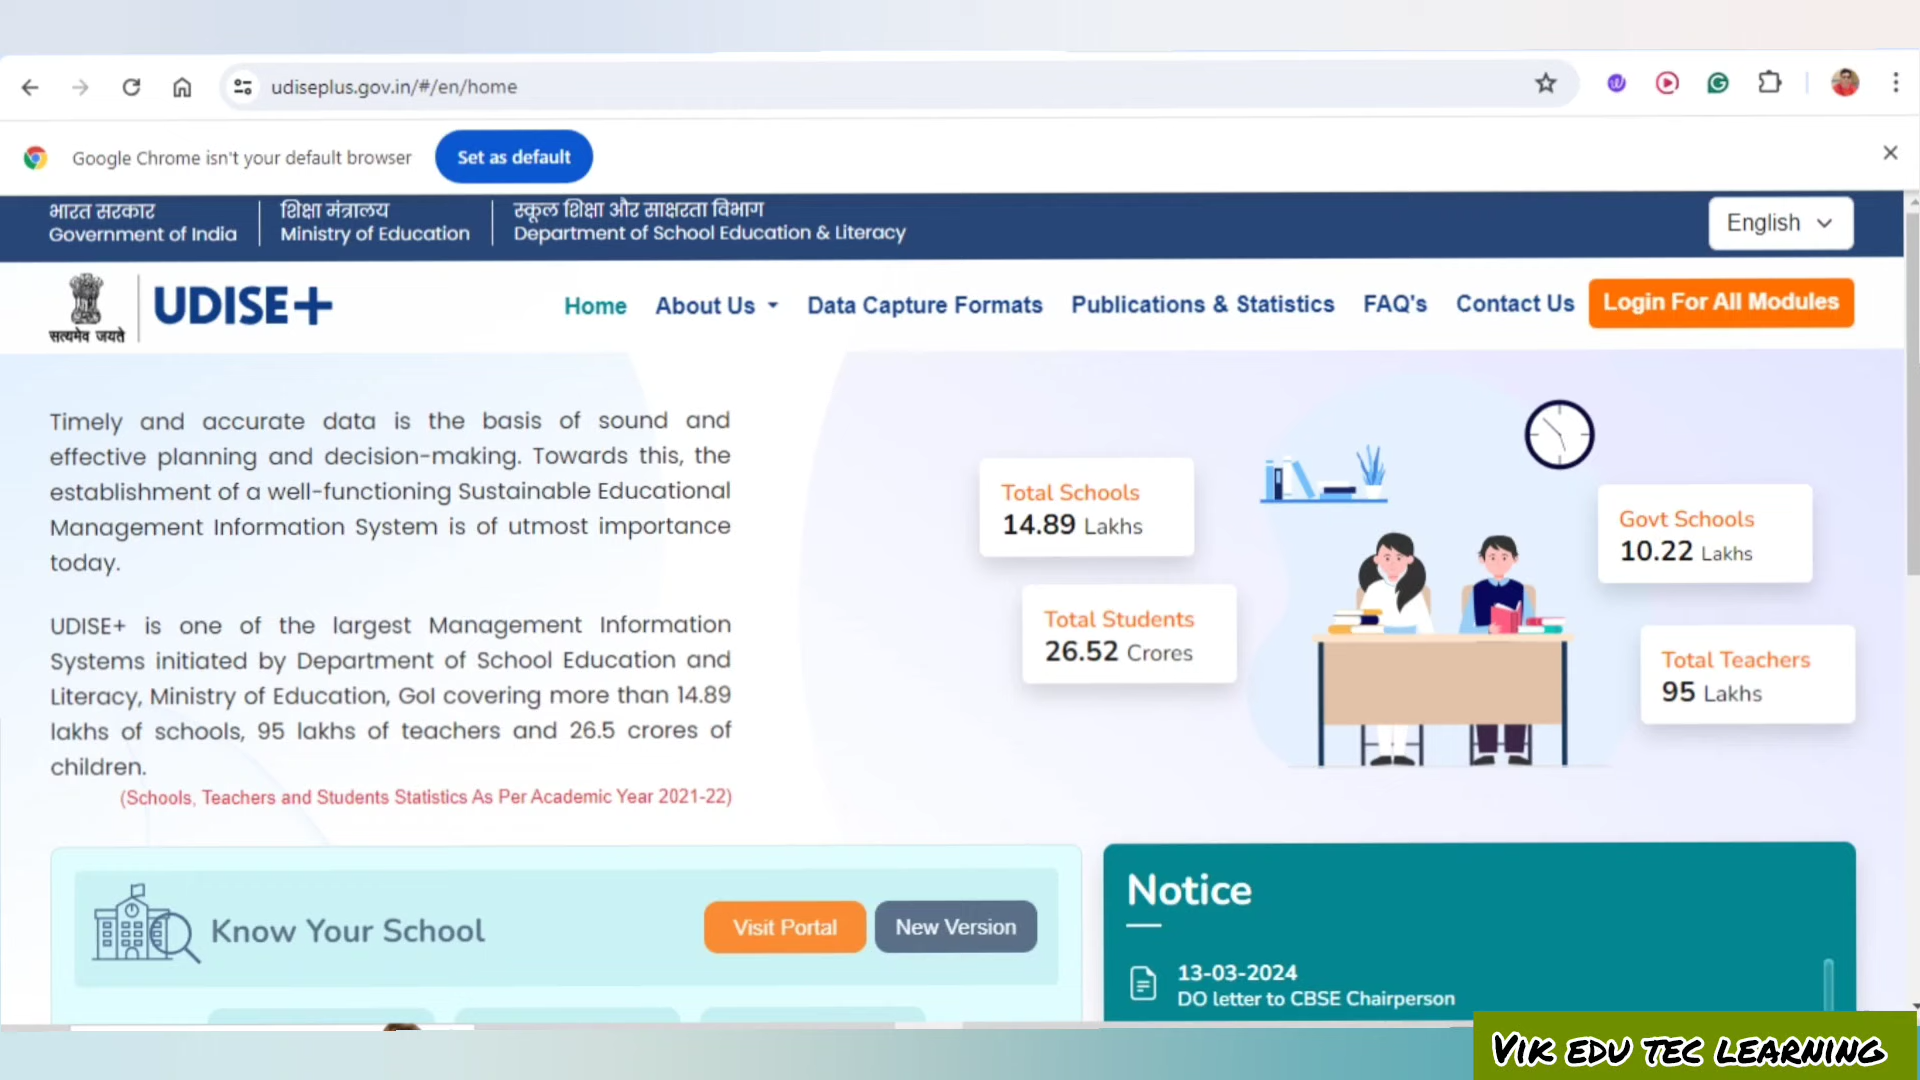 udiseplus.gov.in/#/en/home
Google Chrome isn't your default browser
Set as default
भारत सरकार
Government of India
शिक्षा मंत्रालय
Ministry of Education
स्कूल शिक्षा और साक्षरता विभाग
Department of School Education & Literacy
English
सत्यमेव जयते
UDISE+
Home
About Us
Data Capture Formats
Publications & Statistics
FAQ's
Contact Us
Login For All Modules
Timely and accurate data is the basis of sound and
effective planning and decision-making. Towards this, the
establishment of a well-functioning Sustainable Educational
Management Information System is of utmost importance
today.
UDISE+ is one of the largest Management Information
Systems initiated by Department of School Education and
Literacy, Ministry of Education, GoI covering more than 14.89
lakhs of schools, 95 lakhs of teachers and 26.5 crores of
children.
(Schools, Teachers and Students Statistics As Per Academic Year 2021-22)
Total Schools
14.89 Lakhs
Total Students
26.52 Crores
Govt Schools
10.22 Lakhs
Total Teachers
95 Lakhs
Know Your School
Visit Portal
New Version
Notice
13-03-2024
DO letter to CBSE Chairperson
VIK EDU TEC LEARNING